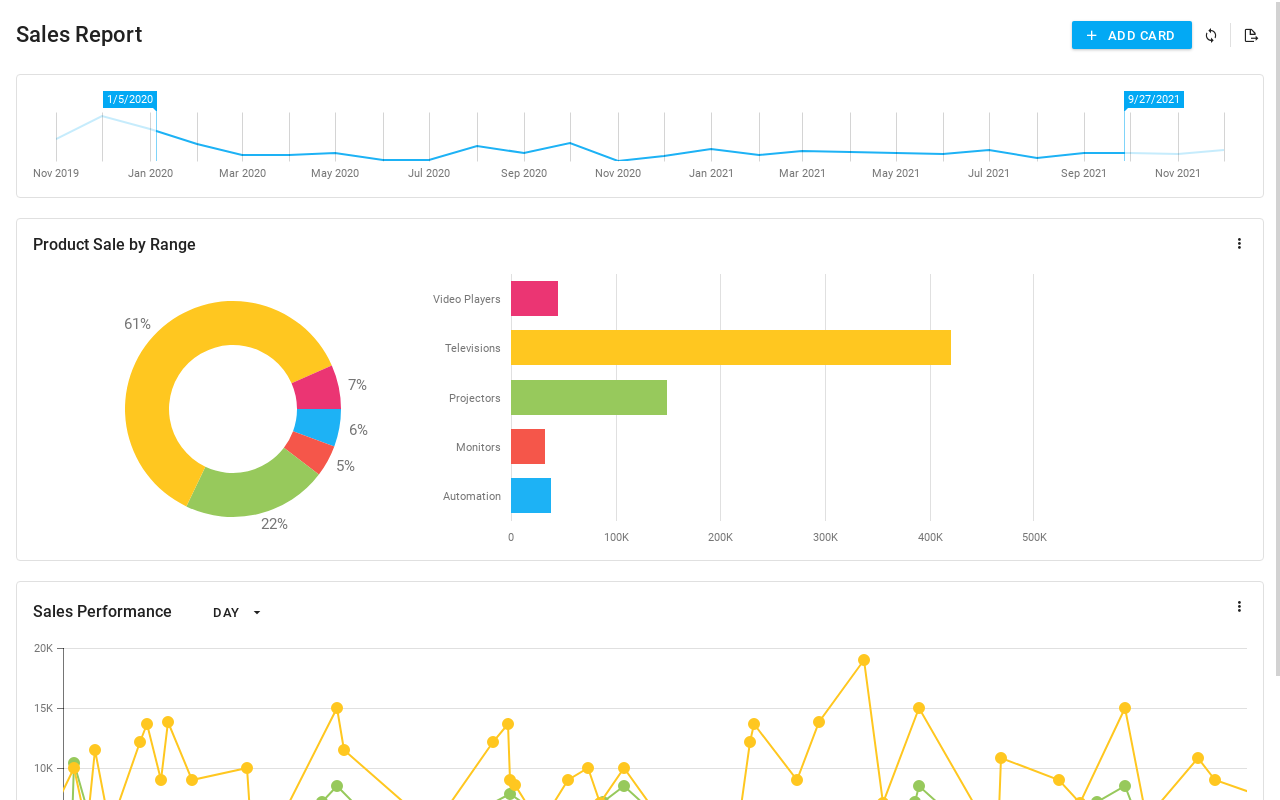 Sales Report
ADD CARD
1/5/2020
9/27/2021
Nov 2019 Jan 2020 Mar 2020 May 2020 Jul 2020 Sep 2020 Nov 2020 Jan 2021 Mar 2021 May 2021 Jul 2021 Sep 2021 Nov 2021
Product Sale by Range
61%
7%
6%
5%
22%
Video Players
Televisions
Projectors
Monitors
Automation
0 100K 200K 300K 400K 500K
Sales Performance
DAY
20K
15K
10K